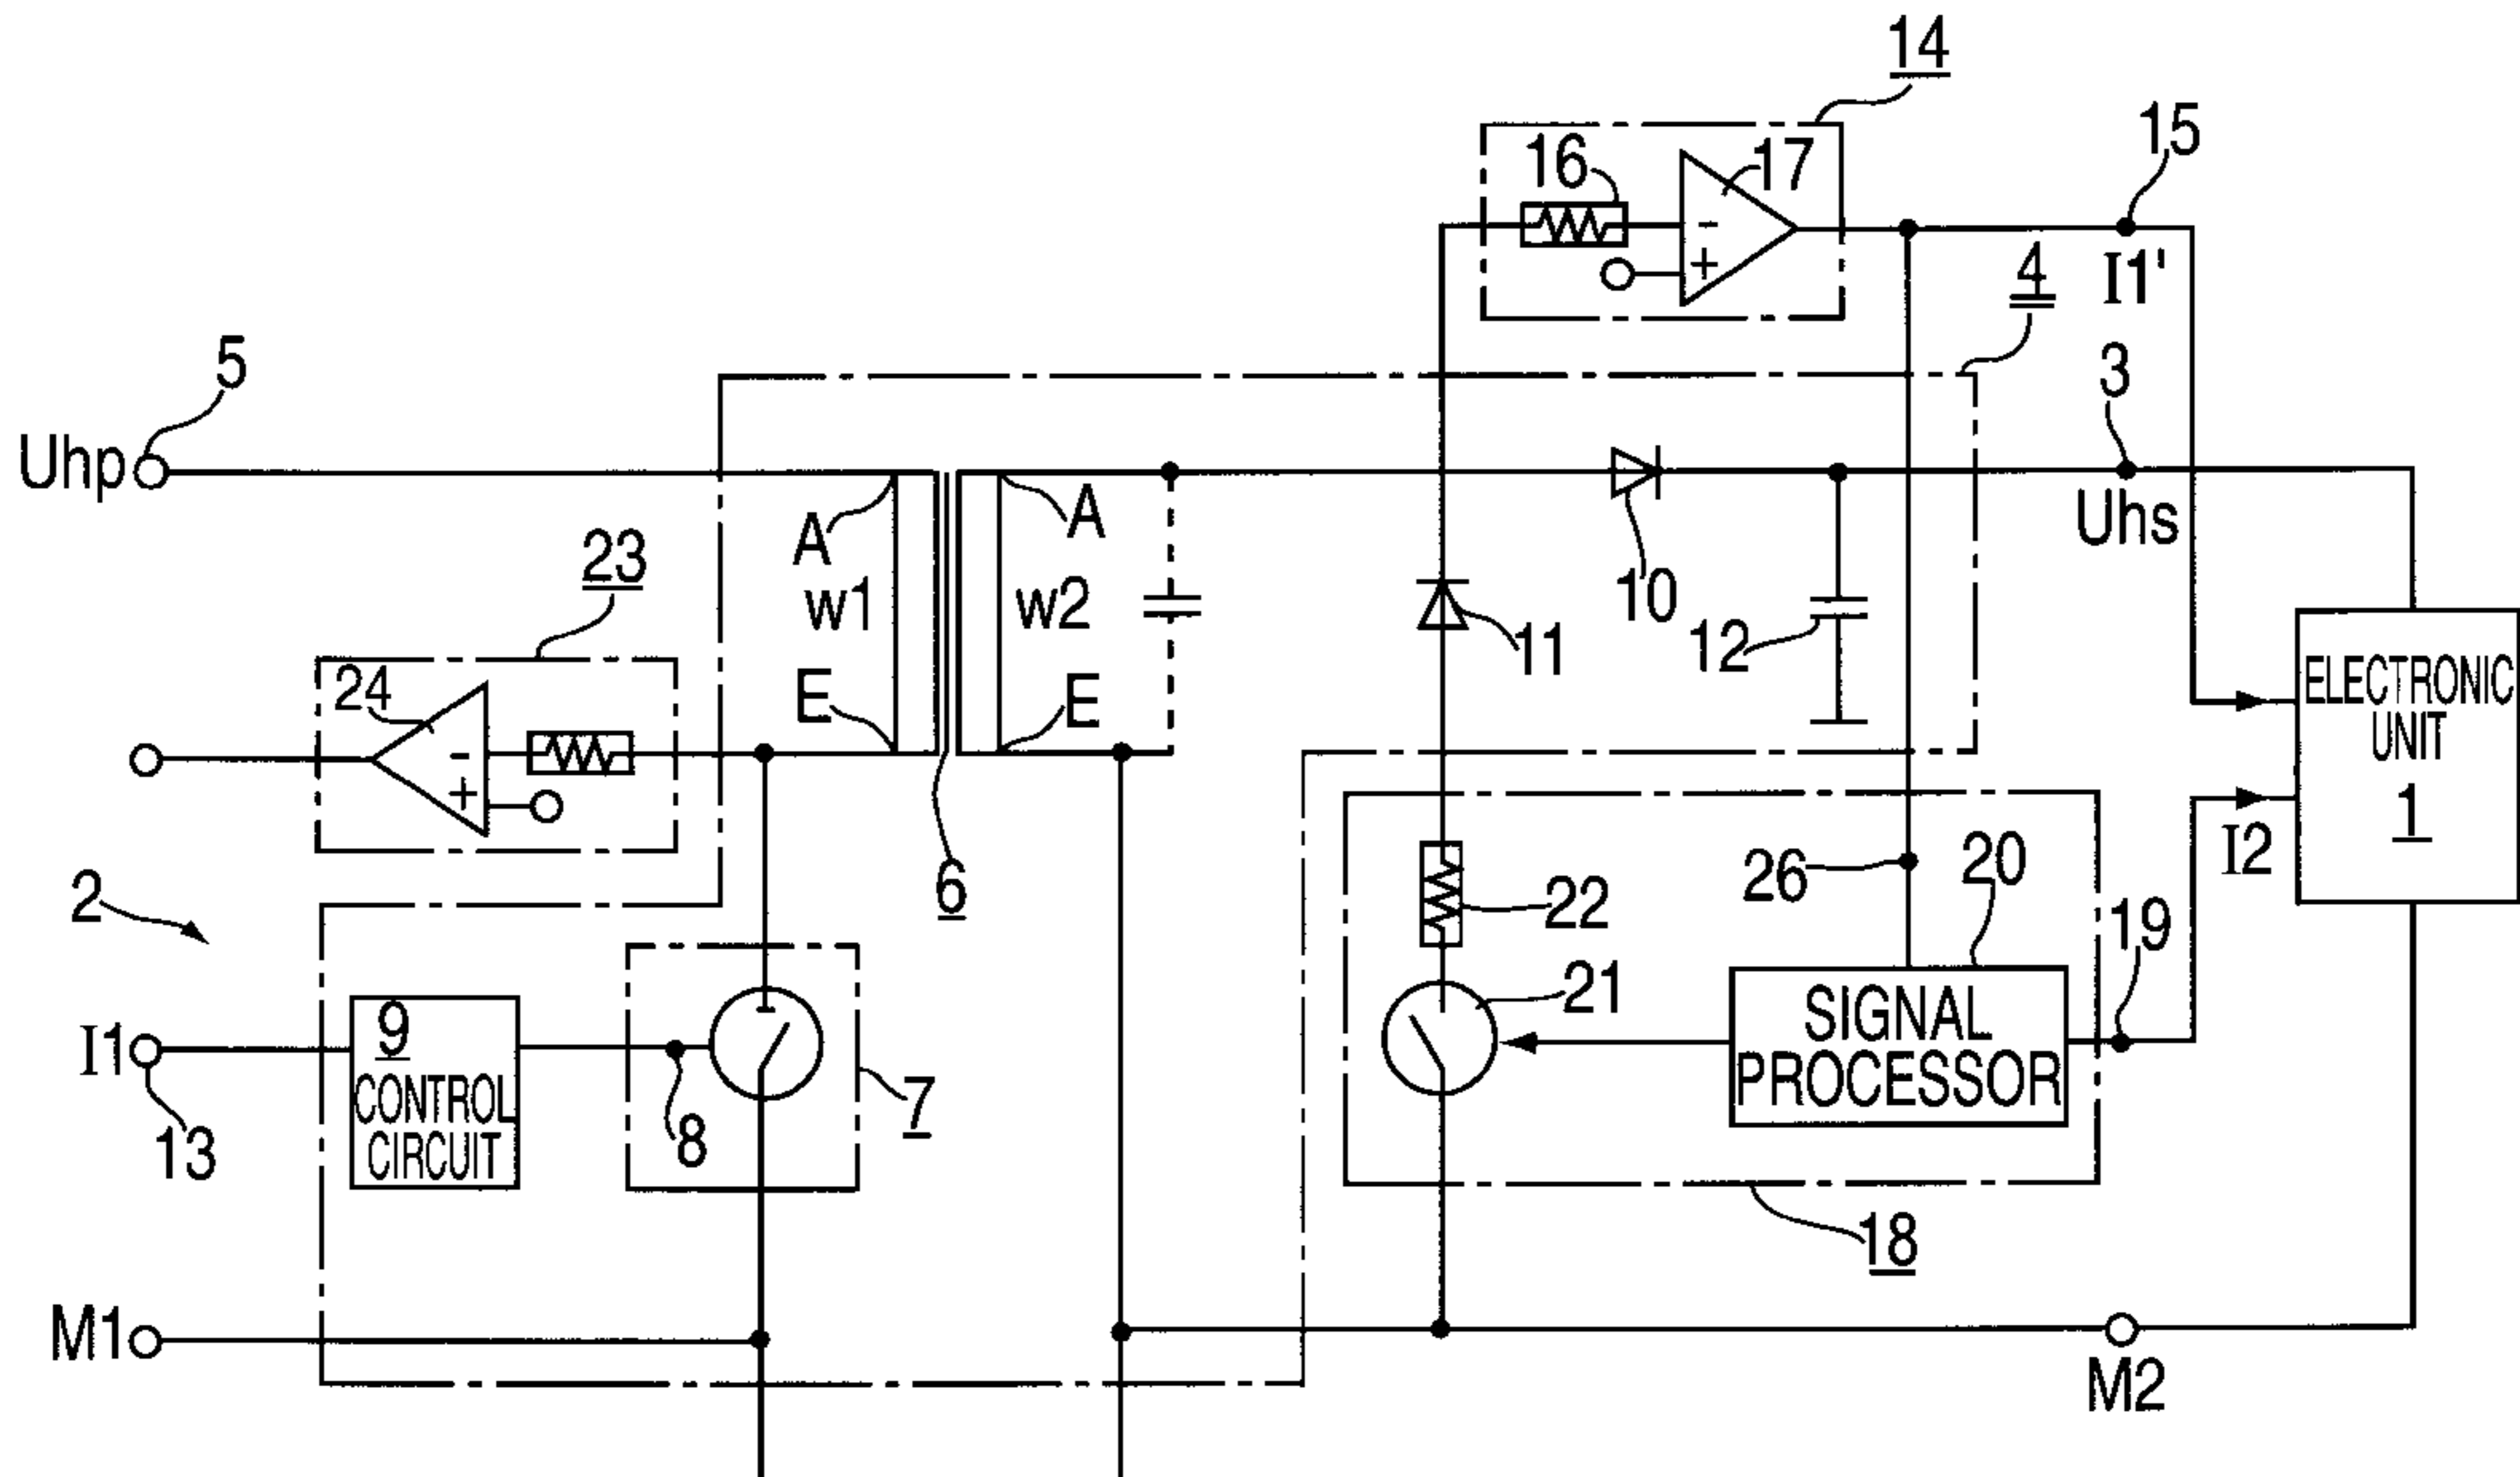 14
15
16
17
I1'
4
5
3
Uhp
A
A
Uhs
23
w1
w2
10
12
11
24
E
E
ELECTRONIC
UNIT
1
-
+
-
+
2
6
22
26
20
I2
19
9
21
SIGNAL
PROCESSOR
I1
CONTROL
CIRCUIT
13
8
7
18
M1
M2